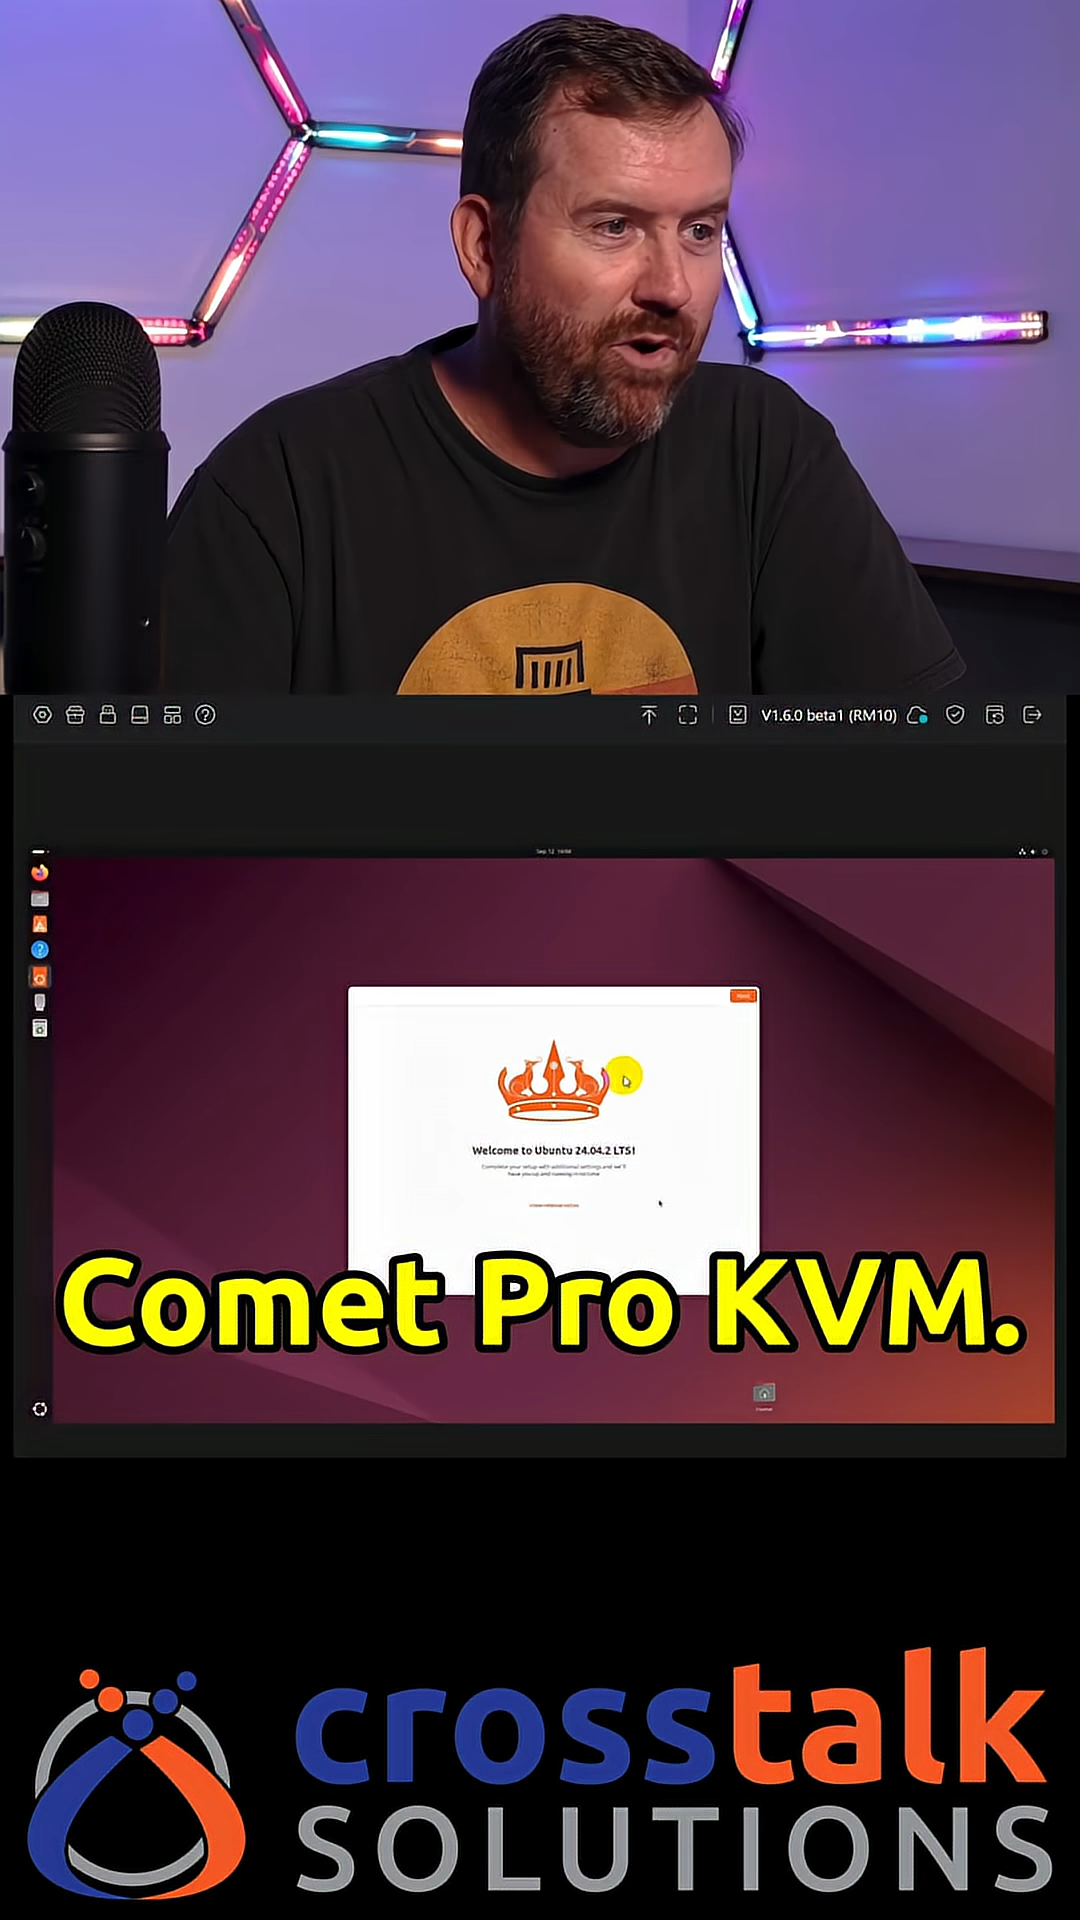 V1.6.0 beta1 (RM10)
Welcome to Ubuntu 24.04.2 LTS!
Comet Pro KVM.
crosstalk
SOLUTIONS